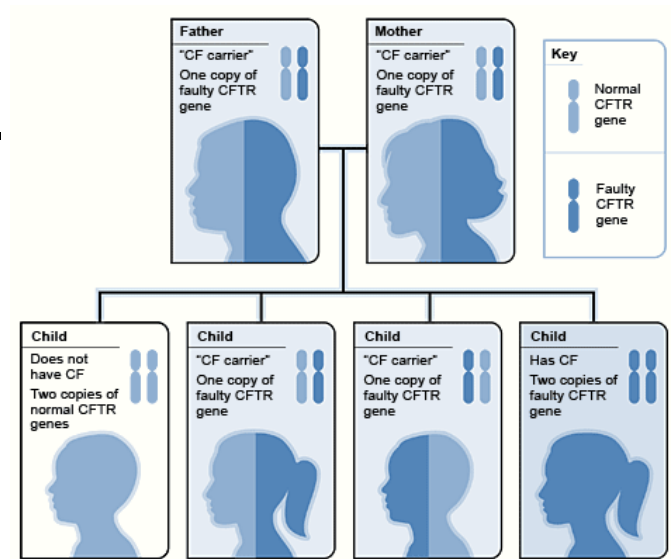 Father
"CF carrier"
One copy of
faulty CFTR
gene
Mother
"CF carrier"
One copy of
faulty CFTR
gene
Key
Normal
CFTR
gene
Faulty
CFTR
gene
Child
Does not
have CF
Two copies of
normal CFTR
genes
Child
"CF carrier"
One copy of
faulty CFTR
gene
Child
"CF carrier"
One copy of
faulty CFTR
gene
Child
Has CF
Two copies of
faulty CFTR
gene